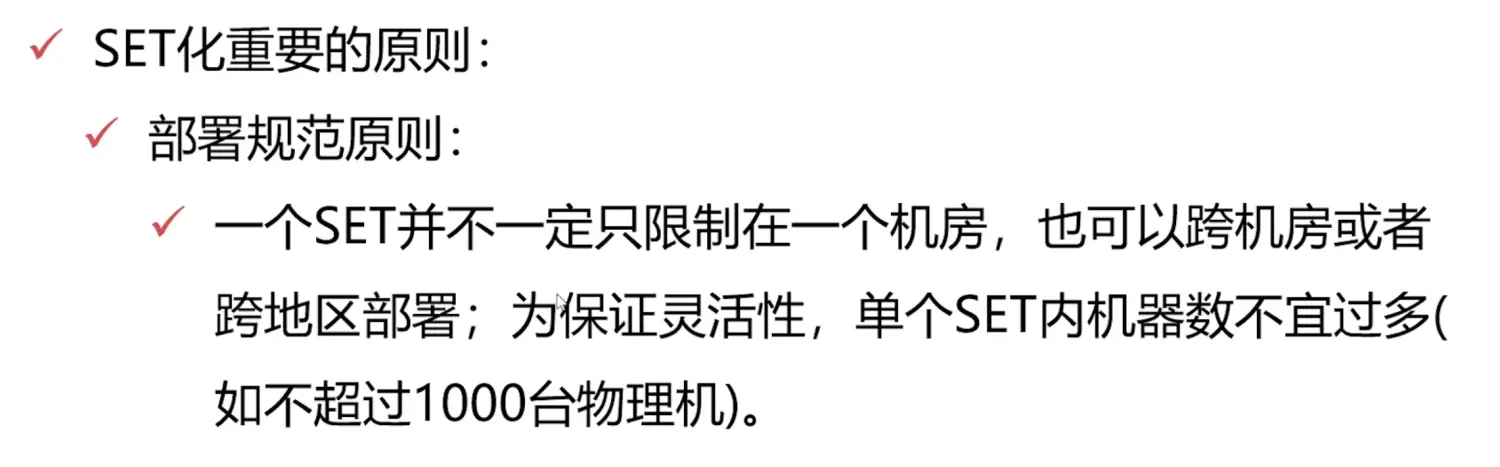 SET化重要的原则：
部署规范原则：
一个SET并不一定只限制在一个机房，也可以跨机房或者
跨地区部署；为保证灵活性，单个SET内机器数不宜过多(
如不超过1000台物理机)。